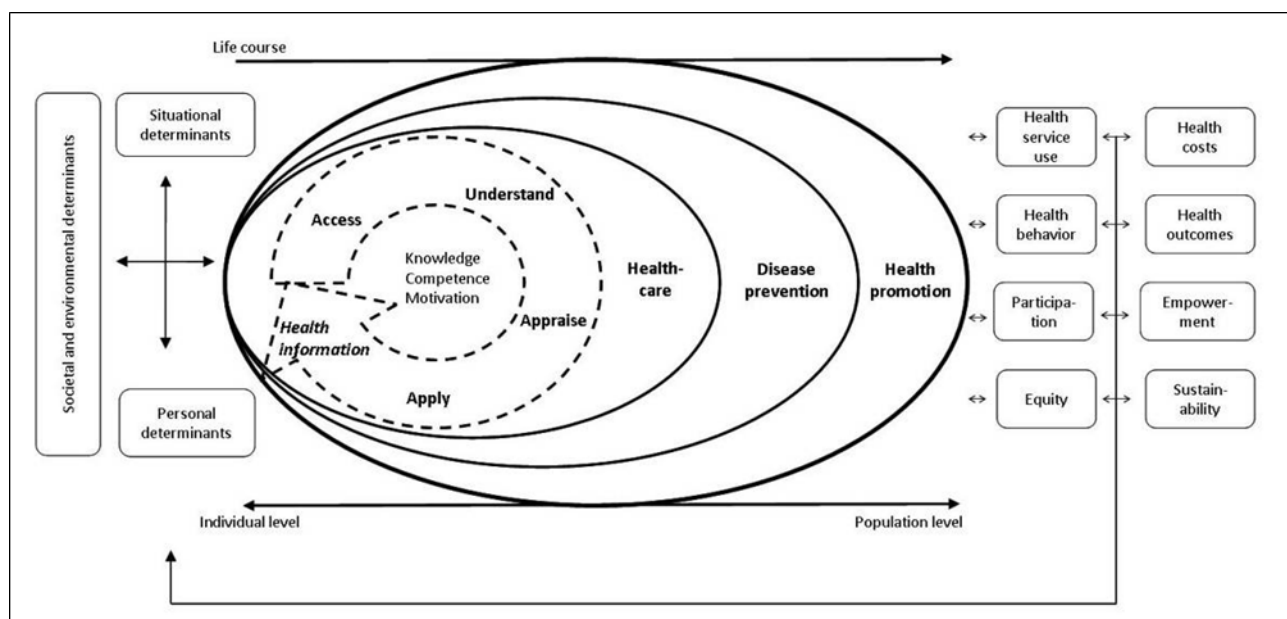 Life course
Societal and environmental determinants
Situational
determinants
Personal
determinants
Access
Understand
Knowledge
Competence
Motivation
Appraise
Health
information
Apply
Health-
care
Disease
prevention
Health
promotion
Health
service
use
Health
costs
Health
behavior
Health
outcomes
Participa-
tion
Empower-
ment
Equity
Sustain-
ability
Individual level
Population level